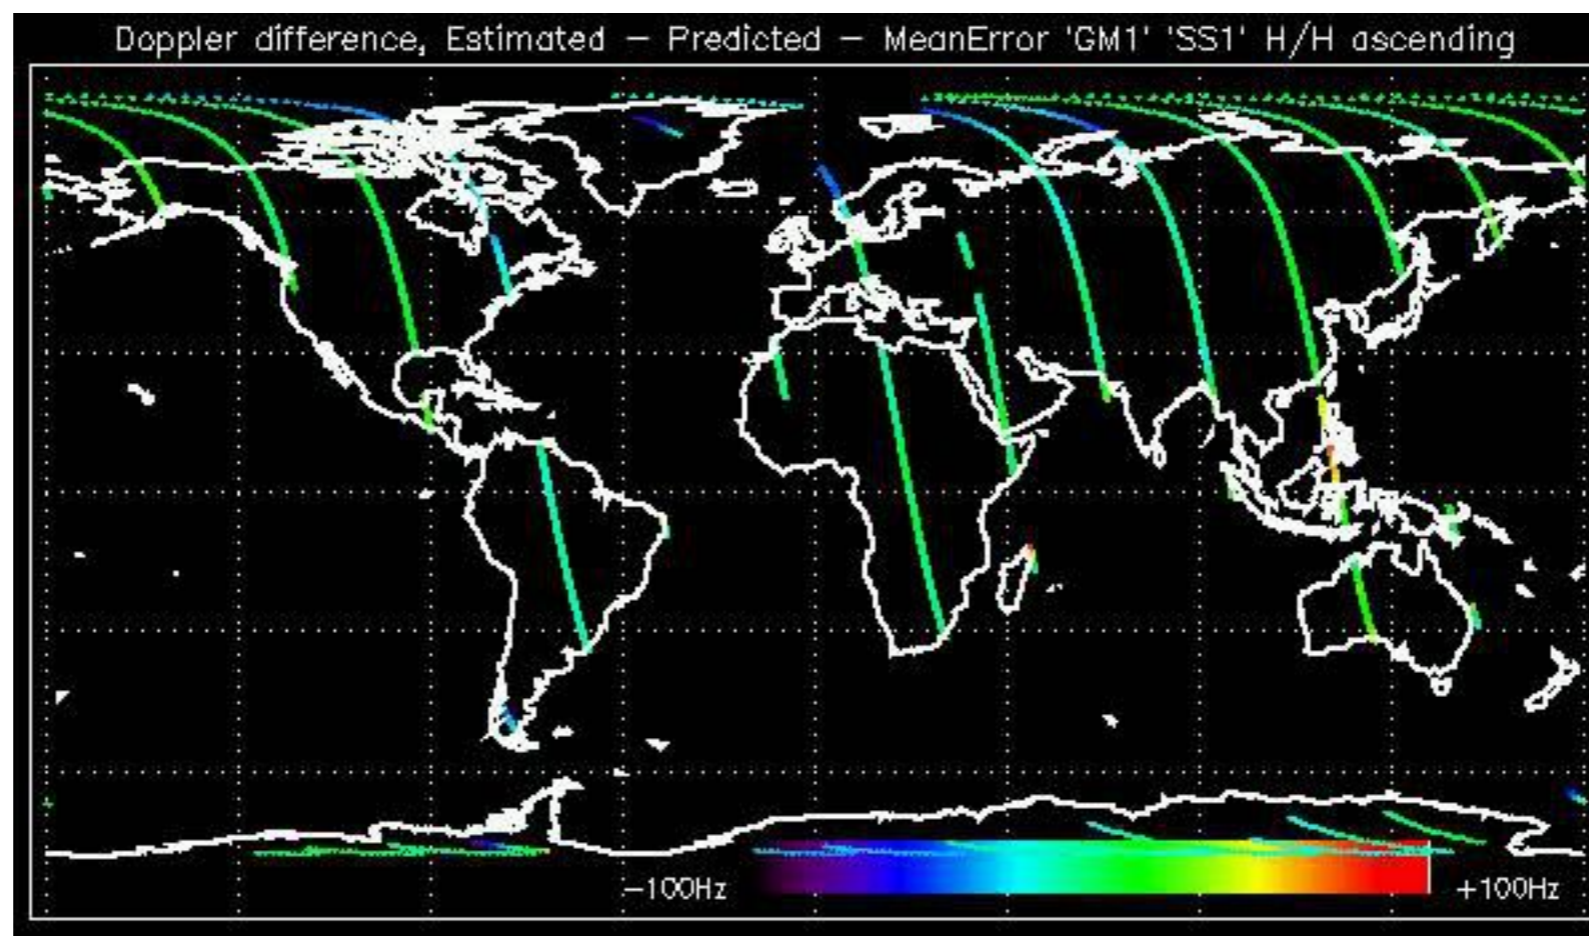 Doppler difference, Estimated – Predicted – MeanError 'GM1' 'SS1' H/H ascending
−100Hz
+100Hz